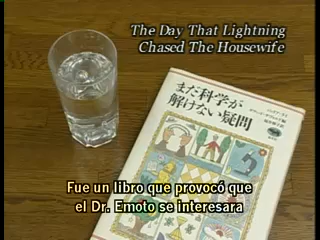 The Day That Lightning
Chased The Housewife
まだ科学が
解けない疑問
Fue un libro que provocó que
el Dr. Emoto se interesara